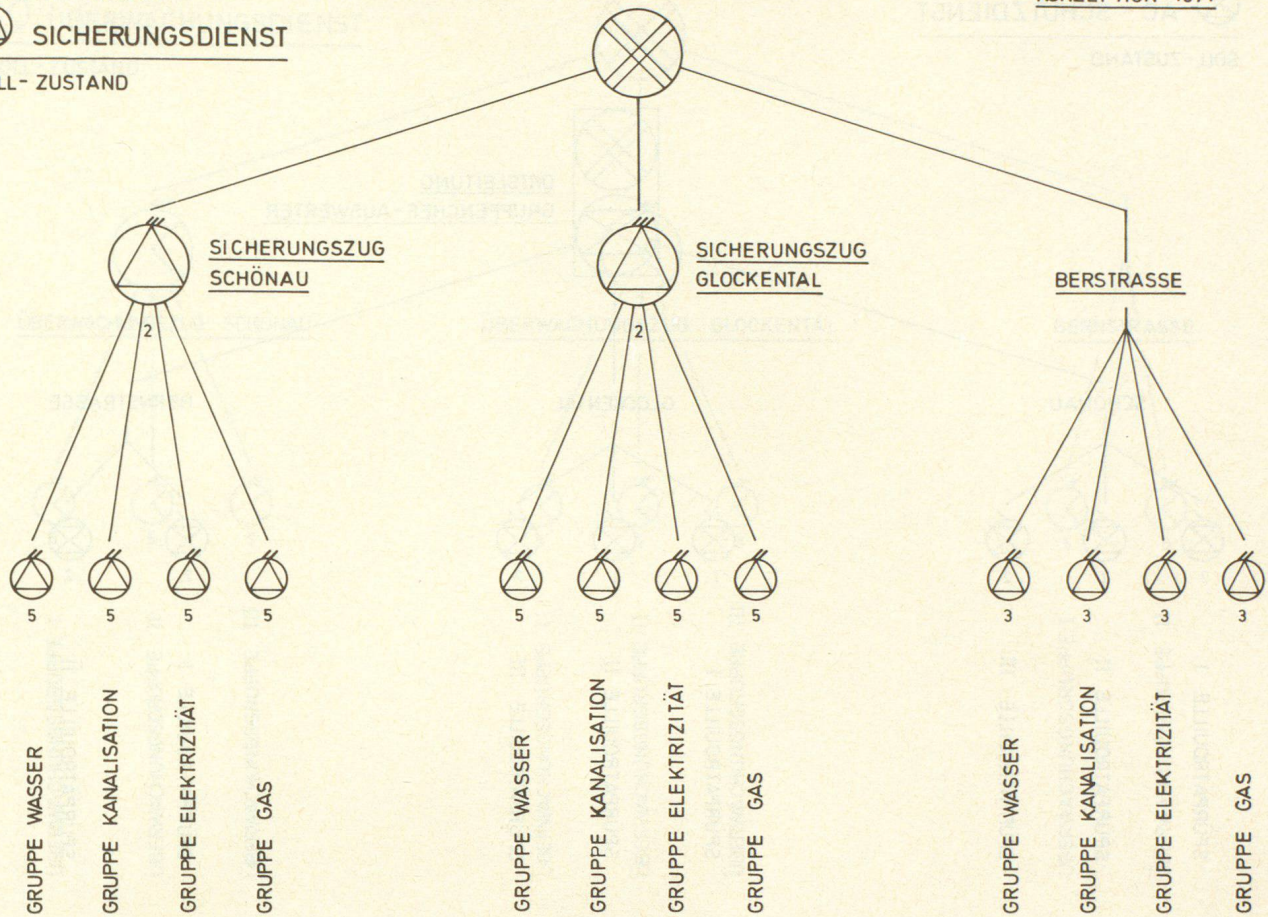 SICHERUNGSDIENST
LL- ZUSTAND
SICHERUNGSZUG
SCHÖNAU
SICHERUNGSZUG
GLOCKENTAL
BERSTRASSE
2
2
5
5
5
5
5
5
5
5
3
3
3
3
GRUPPE WASSER
GRUPPE KANALISATION
GRUPPE ELEKTRIZITÄT
GRUPPE GAS
GRUPPE WASSER
GRUPPE KANALISATION
GRUPPE ELEKTRIZITÄT
GRUPPE GAS
GRUPPE WASSER
GRUPPE KANALISATION
GRUPPE ELEKTRIZITÄT
GRUPPE GAS